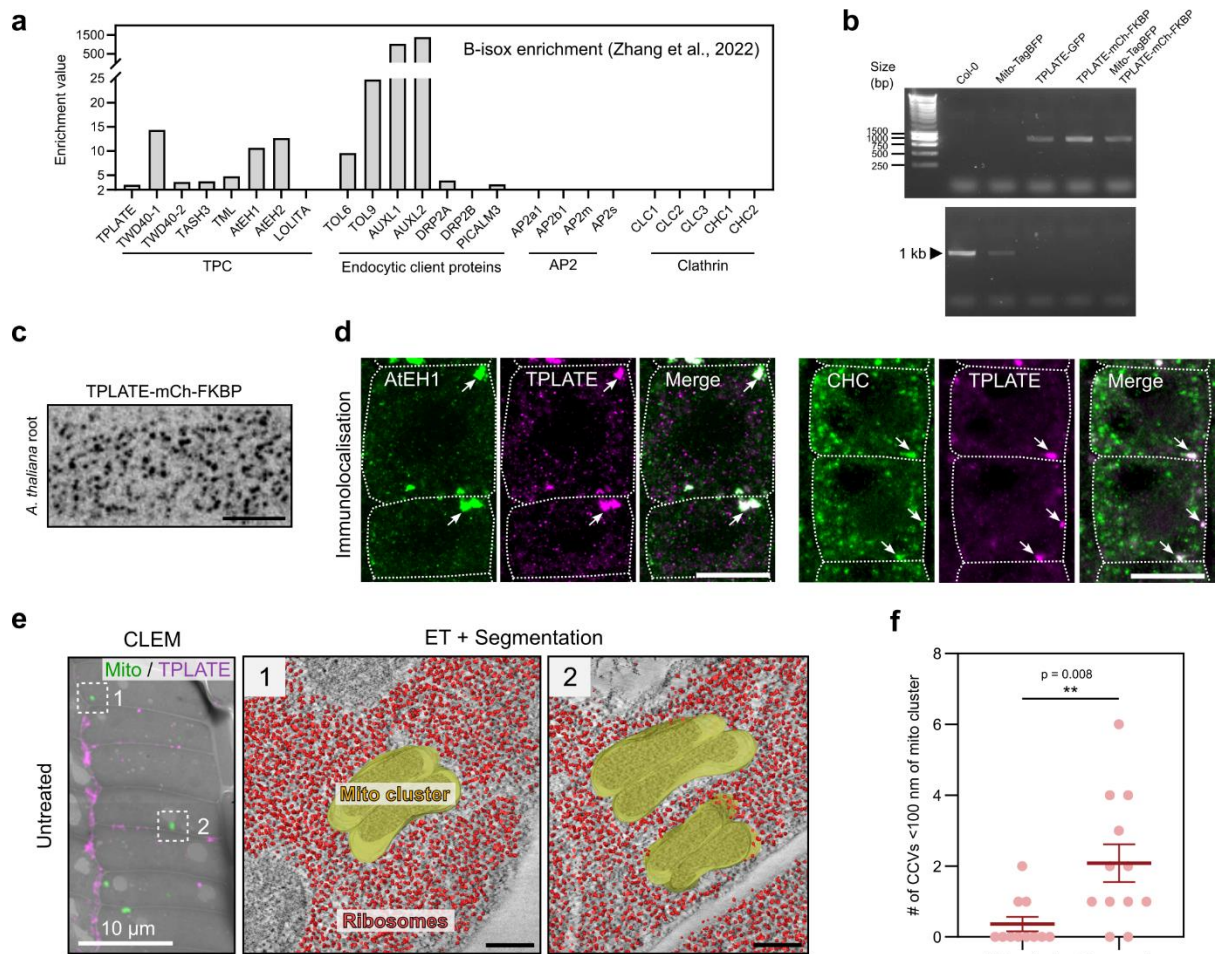 a
B-isox enrichment (Zhang et al., 2022)
Enrichment value
1500
500
25
20
15
10
5
2
TPLATE
TWD40-1
TWD40-2
TASH3
TML
AtEH1
AtEH2
LOLITA
TOL6
TOL9
AUXL1
AUXL2
DRP2A
DRP2B
PICALM3
AP2a1
AP2b1
AP2m
AP2s
CLC1
CLC2
CLC3
CHC1
CHC2
TPC
Endocytic client proteins
AP2
Clathrin
b
Size
(bp)
Col-0
Mito-TagBFP
TPLATE-GFP
TPLATE-mCh-FKBP
Mito-TagBFP
TPLATE-mCh-FKBP
1500
1000
750
500
250
1 kb
c
TPLATE-mCh-FKBP
A. thaliana root
d
Immunolocalisation
AtEH1
TPLATE
Merge
CHC
TPLATE
Merge
e
CLEM
ET + Segmentation
Untreated
Mito / TPLATE
1
2
10 µm
1
Mito cluster
Ribosomes
2
f
# of CCVs <100 nm of mito cluster
8
6
4
2
0
p = 0.008
**